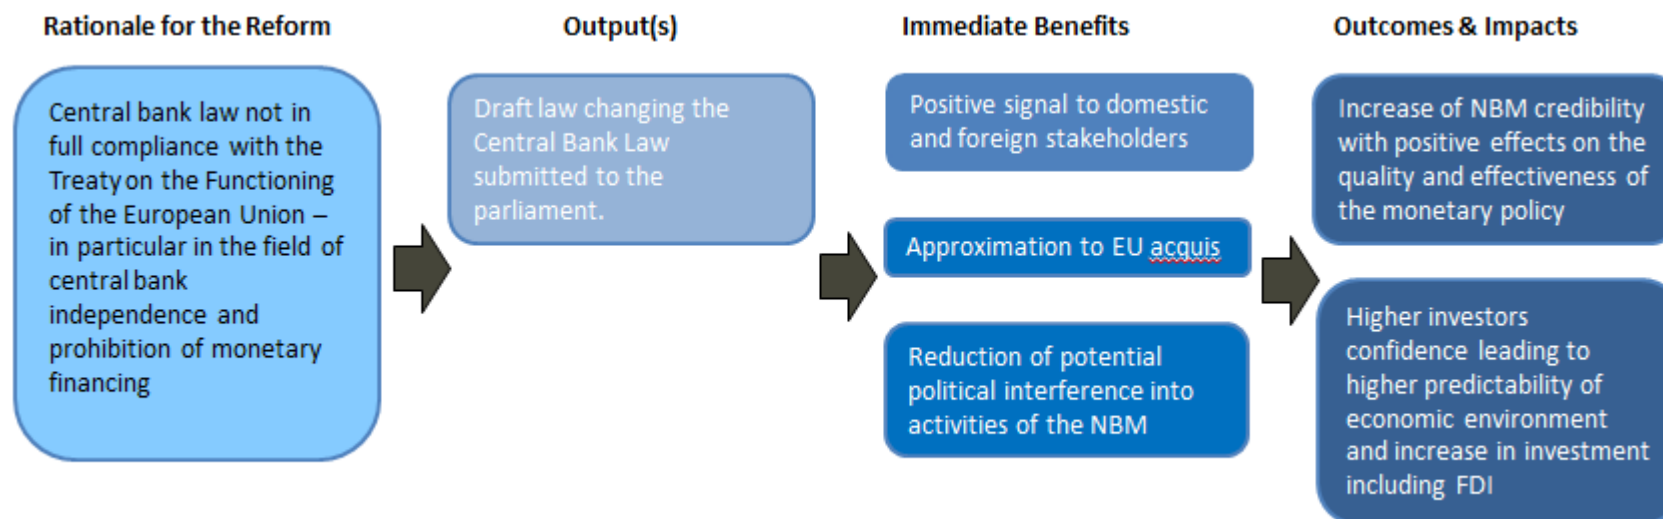 Rationale for the Reform
Central bank law not in
full compliance with the
Treaty on the Functioning
of the European Union –
in particular in the field of
central bank
independence and
prohibition of monetary
financing
Output(s)
Draft law changing the
Central Bank Law
submitted to the
parliament.
Immediate Benefits
Positive signal to domestic
and foreign stakeholders
Approximation to EU acquis
Reduction of potential
political interference into
activities of the NBM
Outcomes & Impacts
Increase of NBM credibility
with positive effects on the
quality and effectiveness of
the monetary policy
Higher investors
confidence leading to
higher predictability of
economic environment
and increase in investment
including FDI